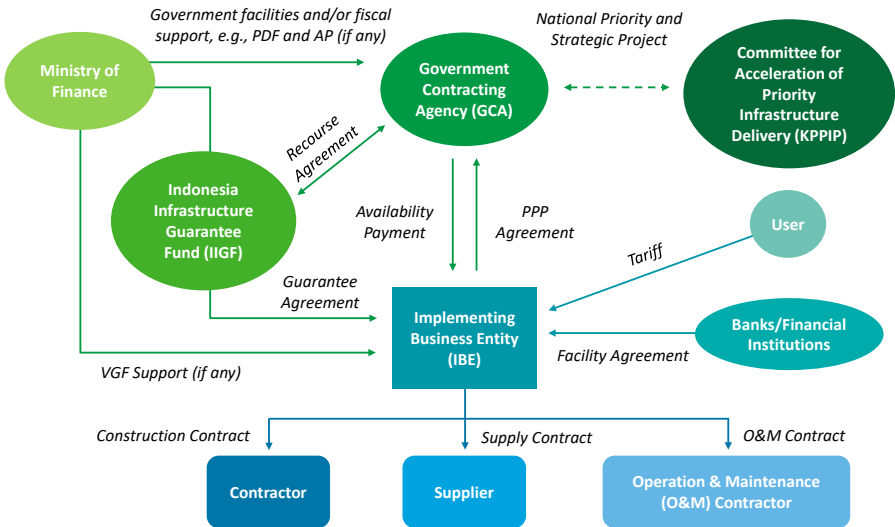 Government facilities and/or fiscal
support, e.g., PDF and AP (if any)
National Priority and
Strategic Project
Ministry of
Finance
Government
Contracting
Agency (GCA)
Committee for
Acceleration of
Priority
Infrastructure
Delivery (KPPIP)
Recourse
Agreement
Indonesia
Infrastructure
Guarantee
Fund (IIGF)
Availability
Payment
PPP
Agreement
User
Tariff
Guarantee
Agreement
Implementing
Business Entity
(IBE)
Banks/Financial
Institutions
Facility Agreement
VGF Support (if any)
Construction Contract
Supply Contract
O&M Contract
Contractor
Supplier
Operation & Maintenance
(O&M) Contractor